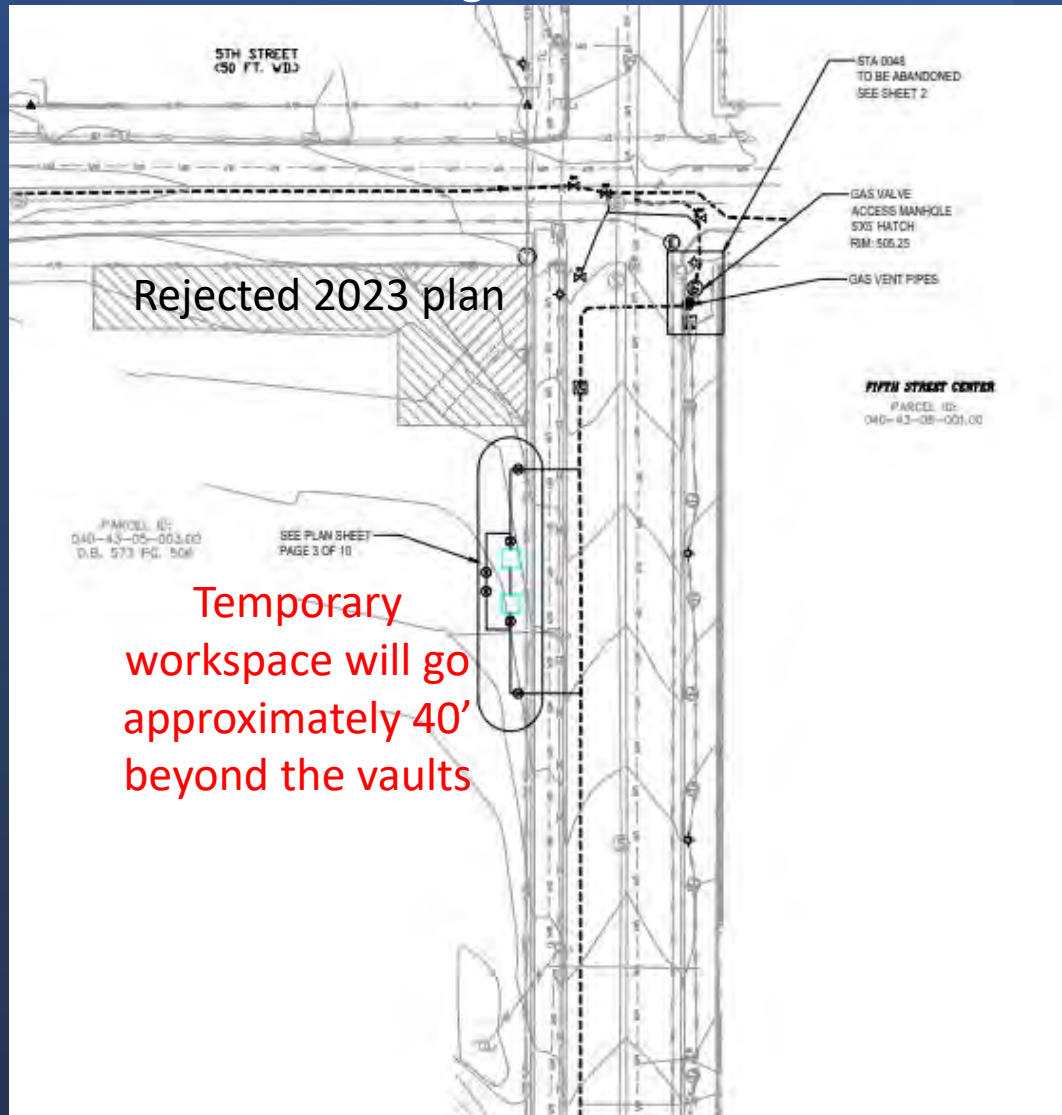 5TH STREET
(50 FT. WD.)
STA 0048
TO BE ABANDONED
SEE SHEET 2
GAS VALVE
ACCESS MANHOLE
5X5 HATCH
RIM: 505.25
GAS VENT PIPES
Rejected 2023 plan
FIFTH STREET CENTER
PARCEL ID:
040-43-05-001.00
PARCEL ID:
040-43-05-003.00
D.B. 573 PG. 506
SEE PLAN SHEET
PAGE 3 OF 10
Temporary
workspace will go
approximately 40’
beyond the vaults